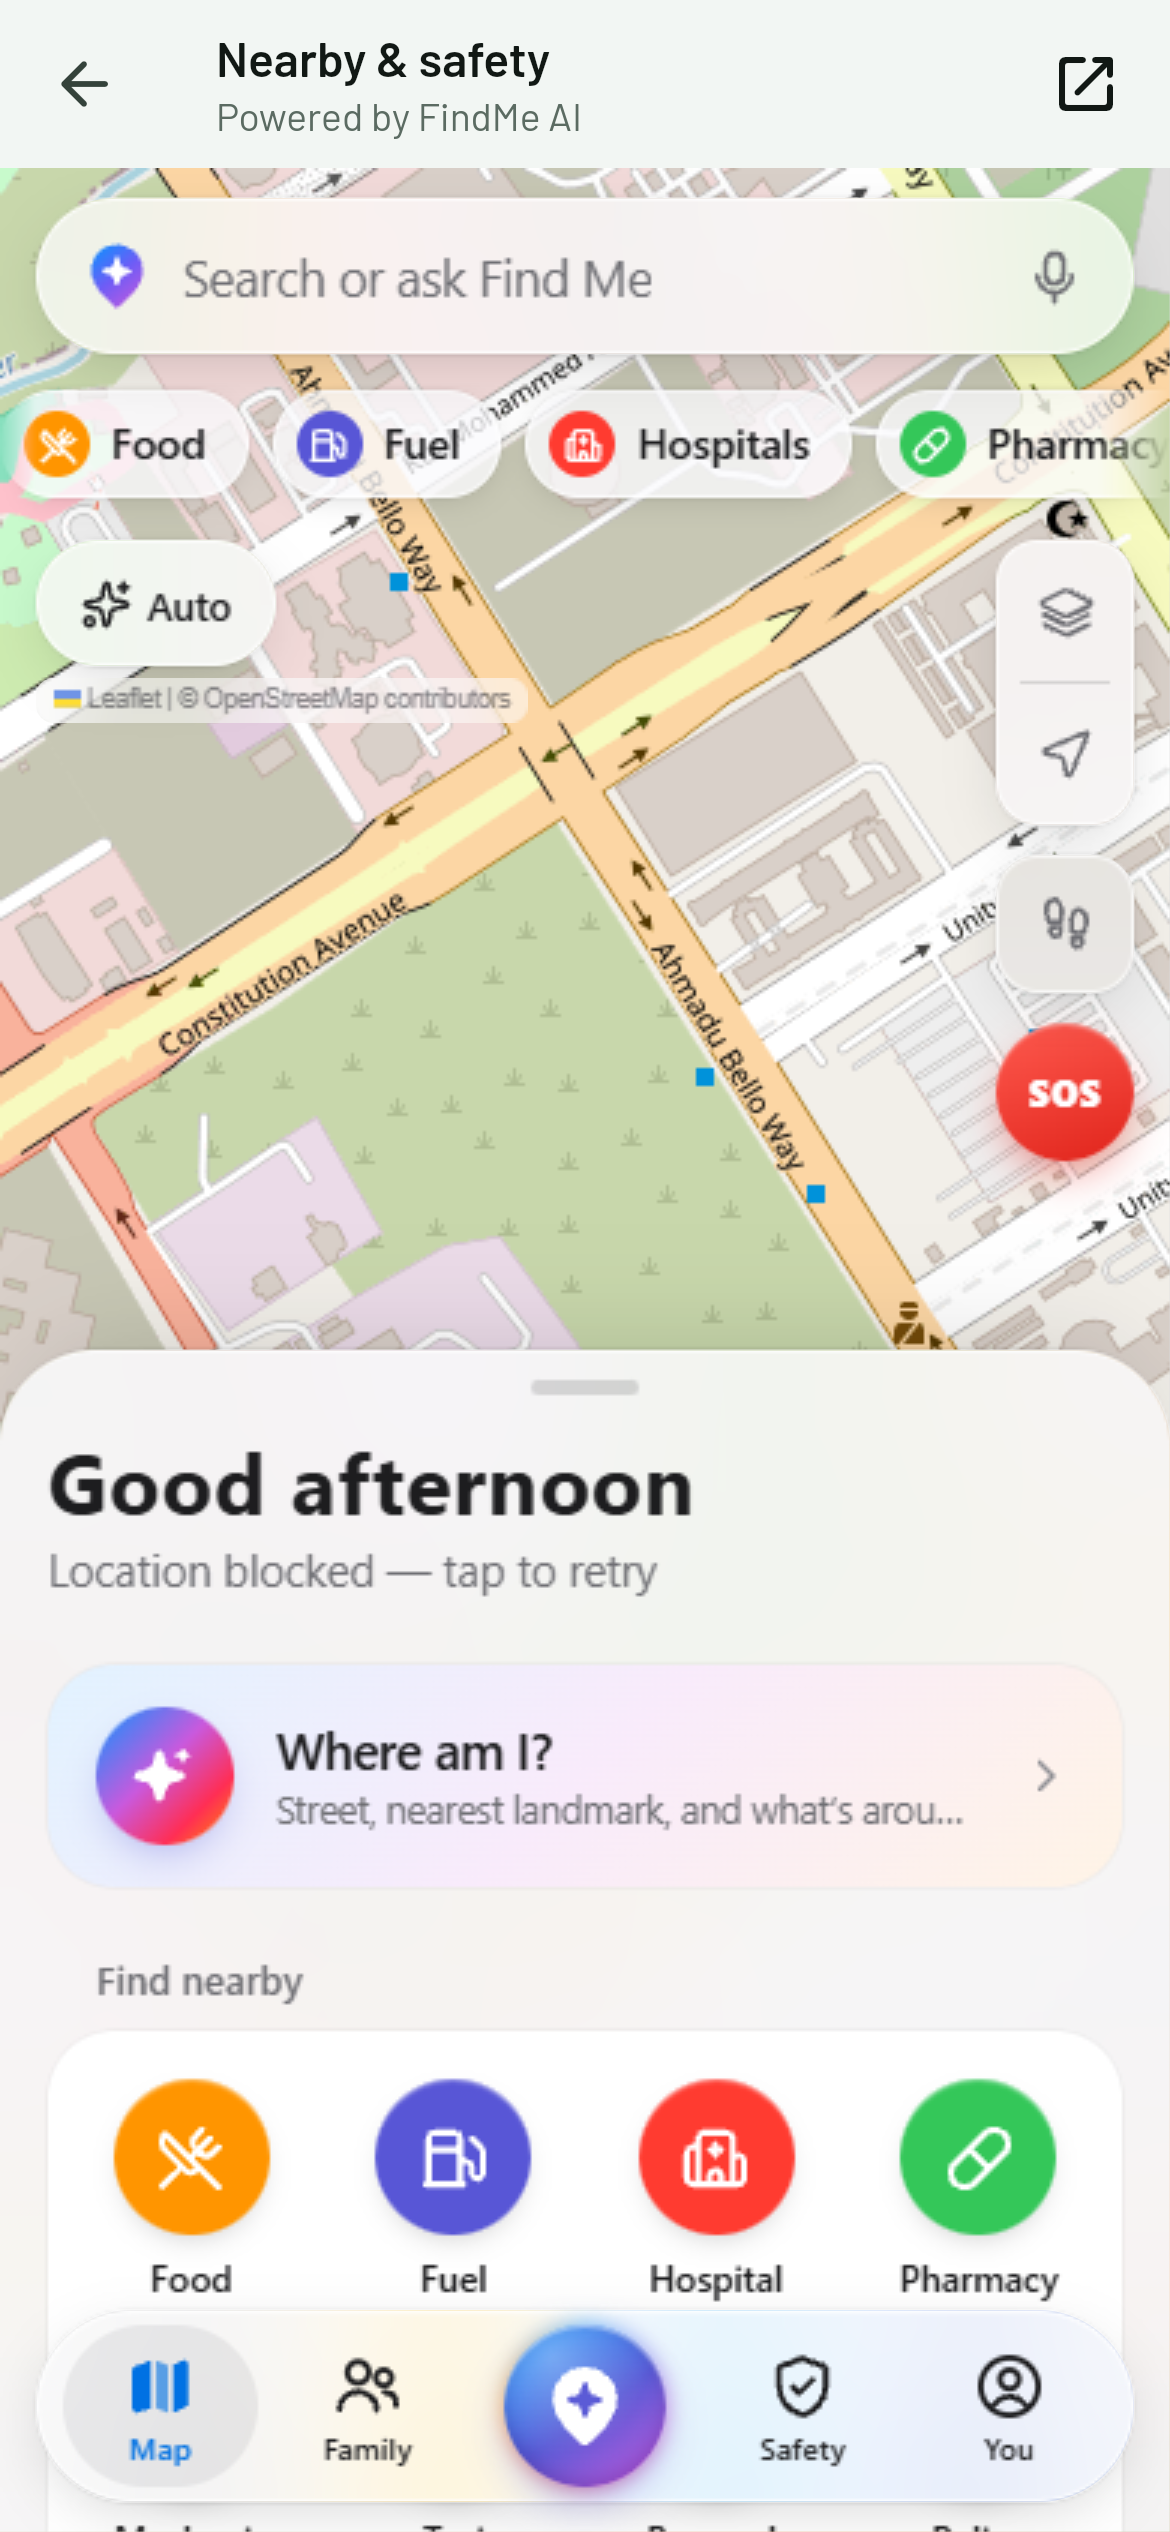 Nearby & safety
Powered by FindMe AI
Search or ask Find Me
Food
Fuel
Hospitals
Pharmacy
Auto
Leaflet | © OpenStreetMap contributors
Bello Way
Constitution Avenue
Ahmadu Bello Way
SOS
Good afternoon
Location blocked — tap to retry
Where am I?
Street, nearest landmark, and what's arou...
Find nearby
Food
Fuel
Hospital
Pharmacy
Map
Family
Safety
You